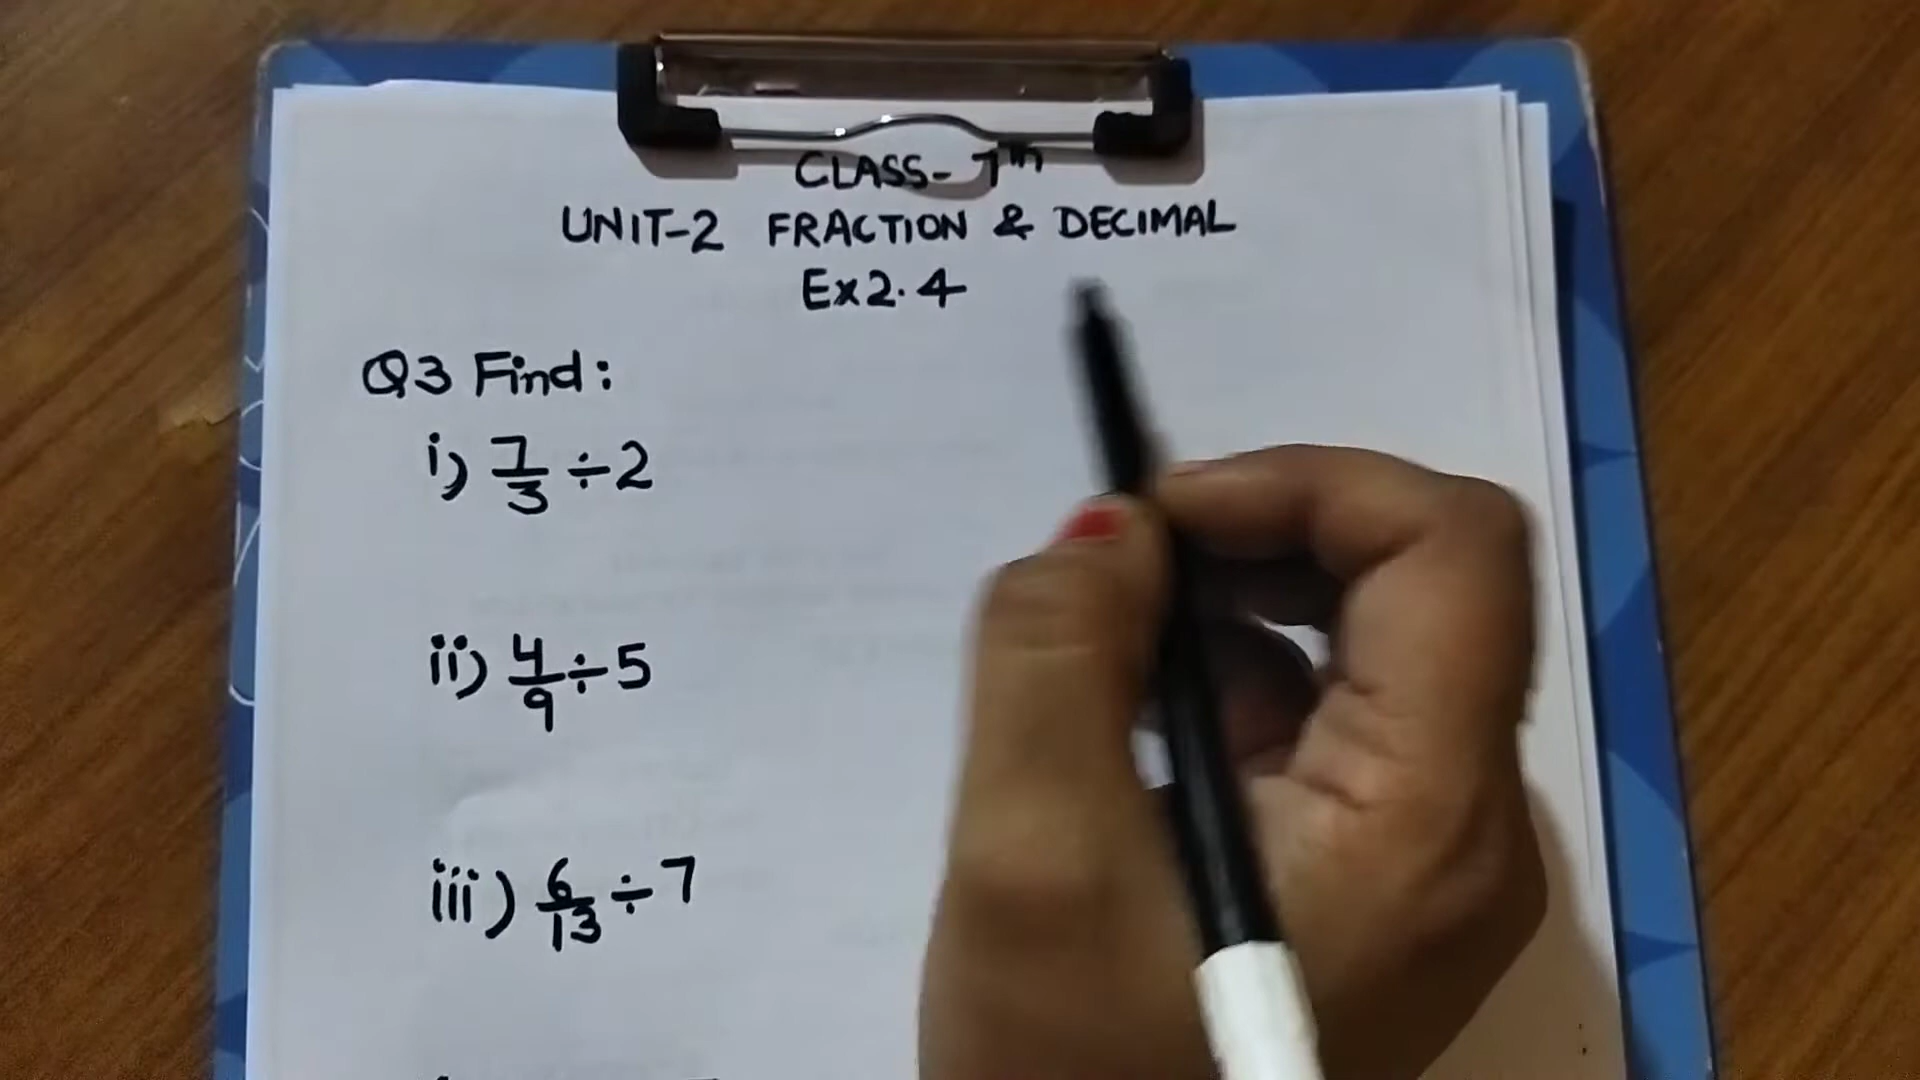 CLASS- 7th
UNIT-2 FRACTION & DECIMAL
Ex2.4
Q3 Find:
i) 7/3 ÷ 2
ii) 4/9 ÷ 5
iii) 6/13 ÷ 7